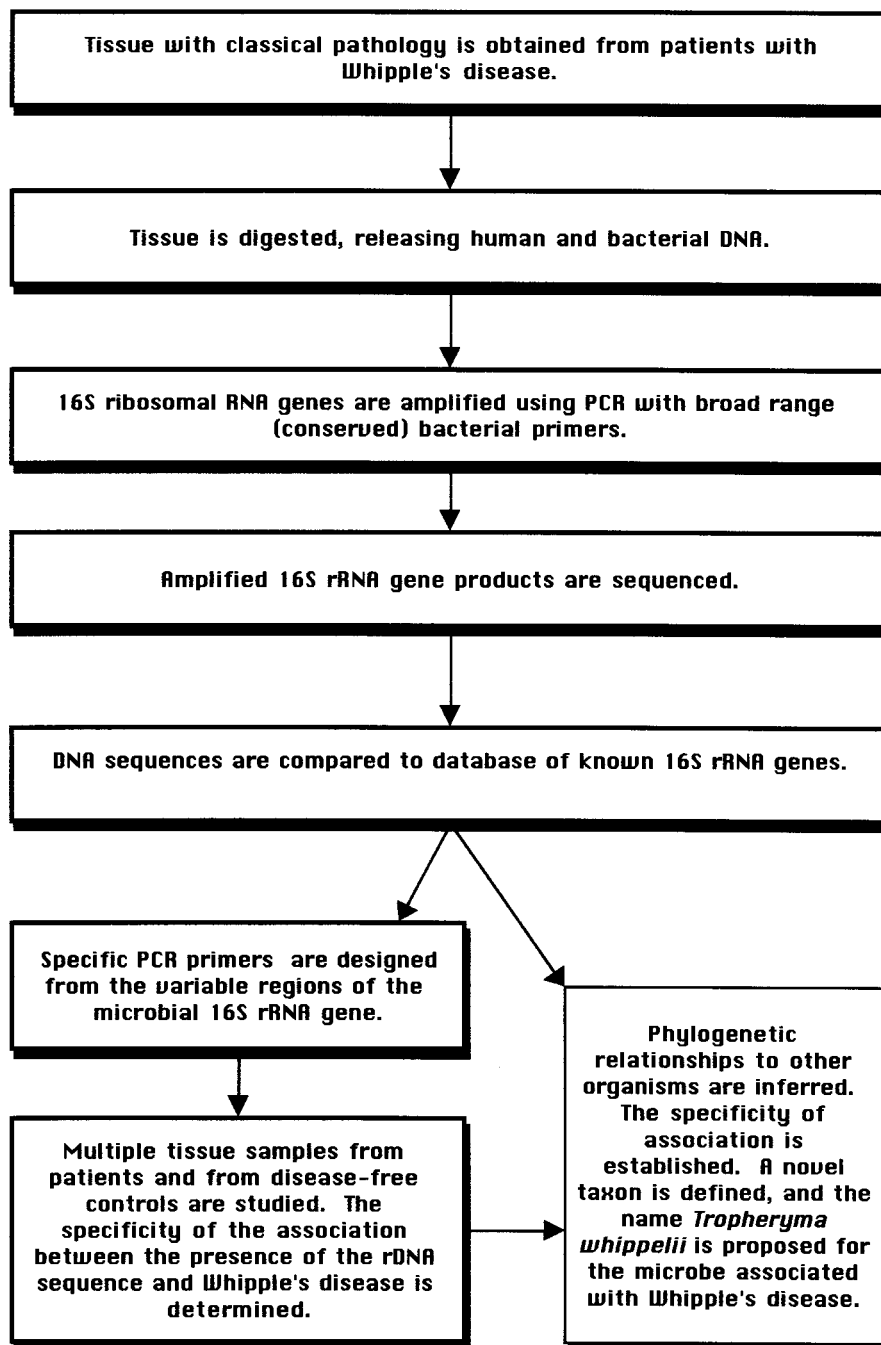 Tissue with classical pathology is obtained from patients with
Whipple's disease.
Tissue is digested, releasing human and bacterial DNA.
16S ribosomal RNA genes are amplified using PCR with broad range
(conserved) bacterial primers.
Amplified 16S rRNA gene products are sequenced.
DNA sequences are compared to database of known 16S rRNA genes.
Specific PCR primers are designed
from the variable regions of the
microbial 16S rRNA gene.
Multiple tissue samples from
patients and from disease-free
controls are studied. The
specificity of the association
between the presence of the rDNA
sequence and Whipple's disease is
determined.
Phylogenetic
relationships to other
organisms are inferred.
The specificity of
association is
established. A novel
taxon is defined, and the
name Tropheryma
whippelii is proposed for
the microbe associated
with Whipple's disease.